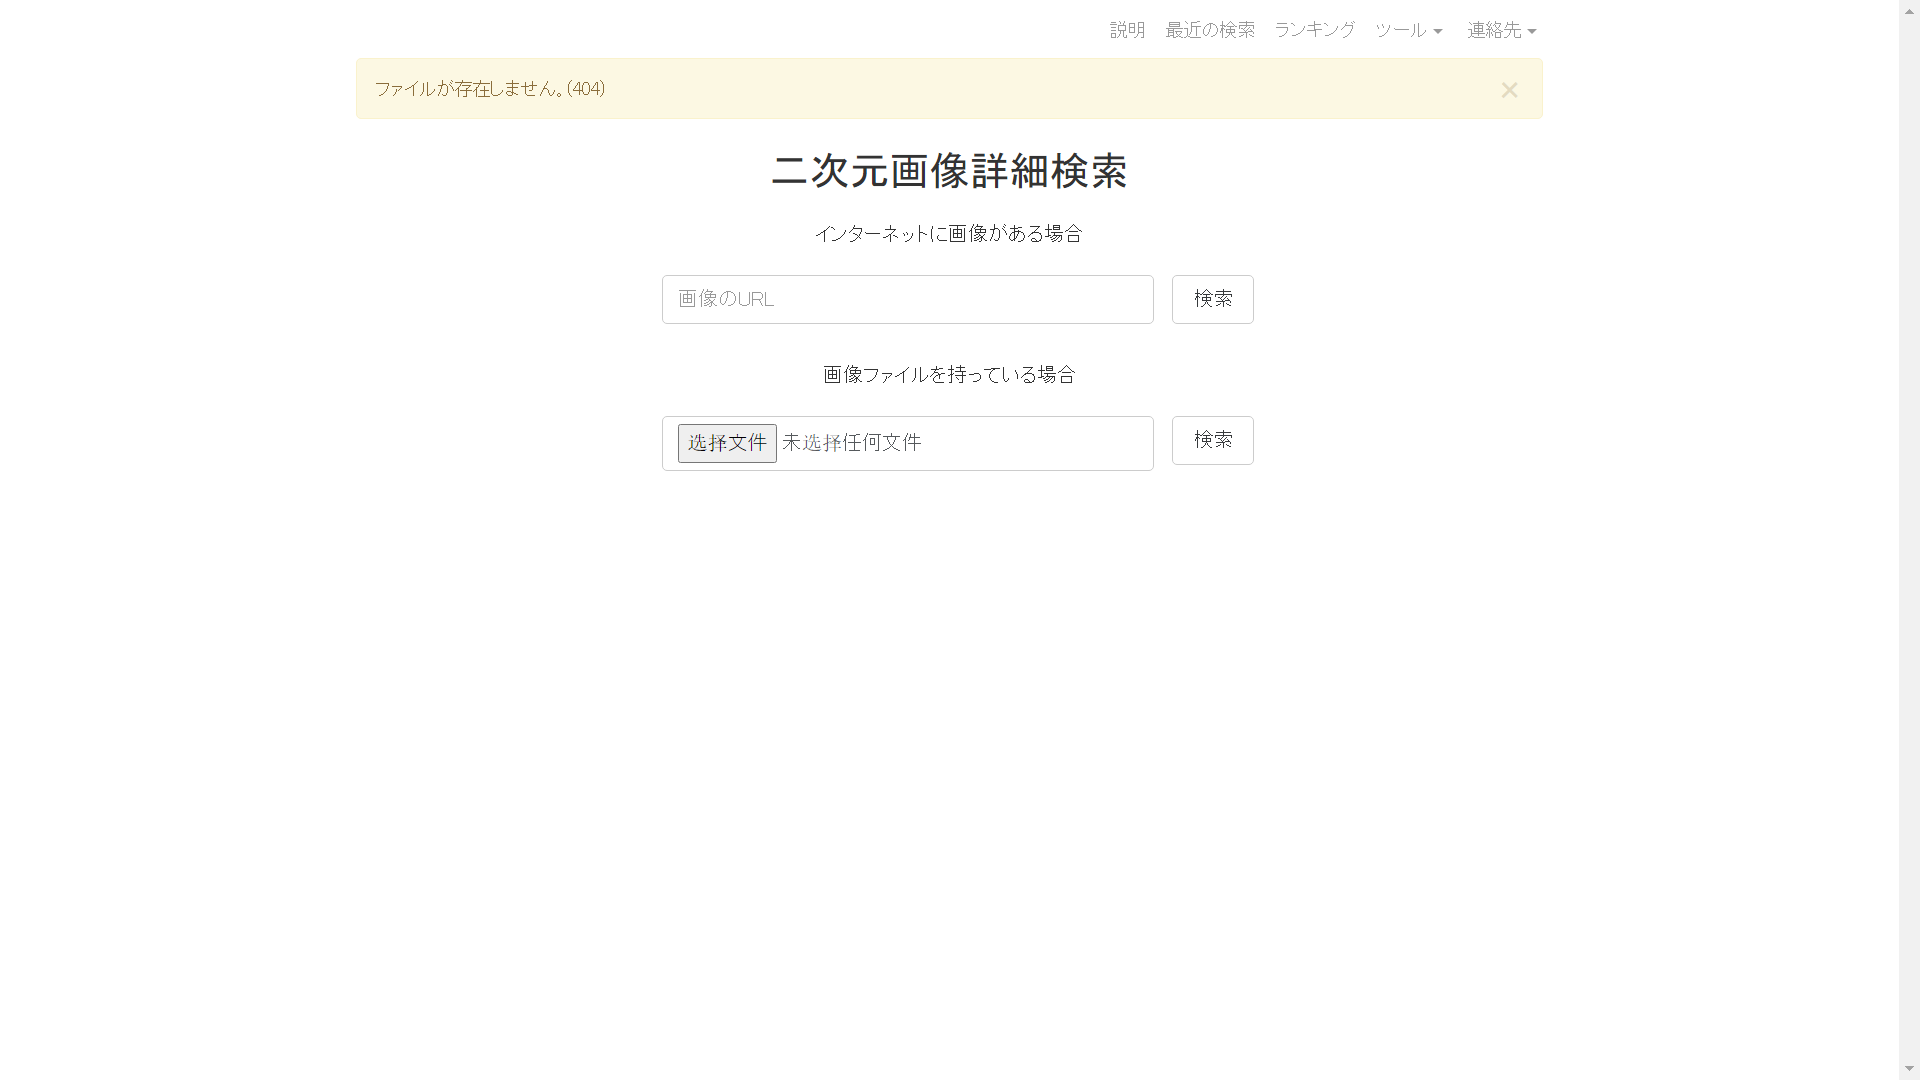 説明 最近の検索 ランキング ツール 連絡先
ファイルが存在しません。(404) ×
二次元画像詳細検索
インターネットに画像がある場合
画像のURL 検索
画像ファイルを持っている場合
选择文件 未选择任何文件 検索